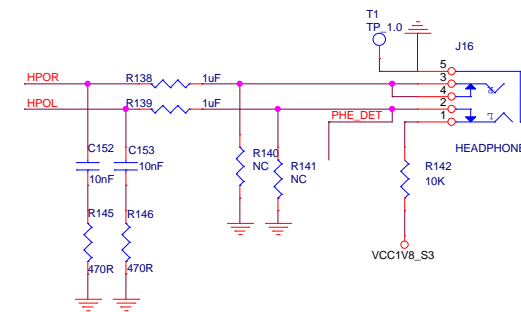 T1
TP_1.0
J16
5
HPOR
R138
1uF
3
4
HPOL
R139
1uF
2
PHE_DET
1
R
L
HEADPHONE
C152
C153
10nF
10nF
R140
NC
R141
NC
R142
10K
R145
R146
470R
470R
VCC1V8_S3